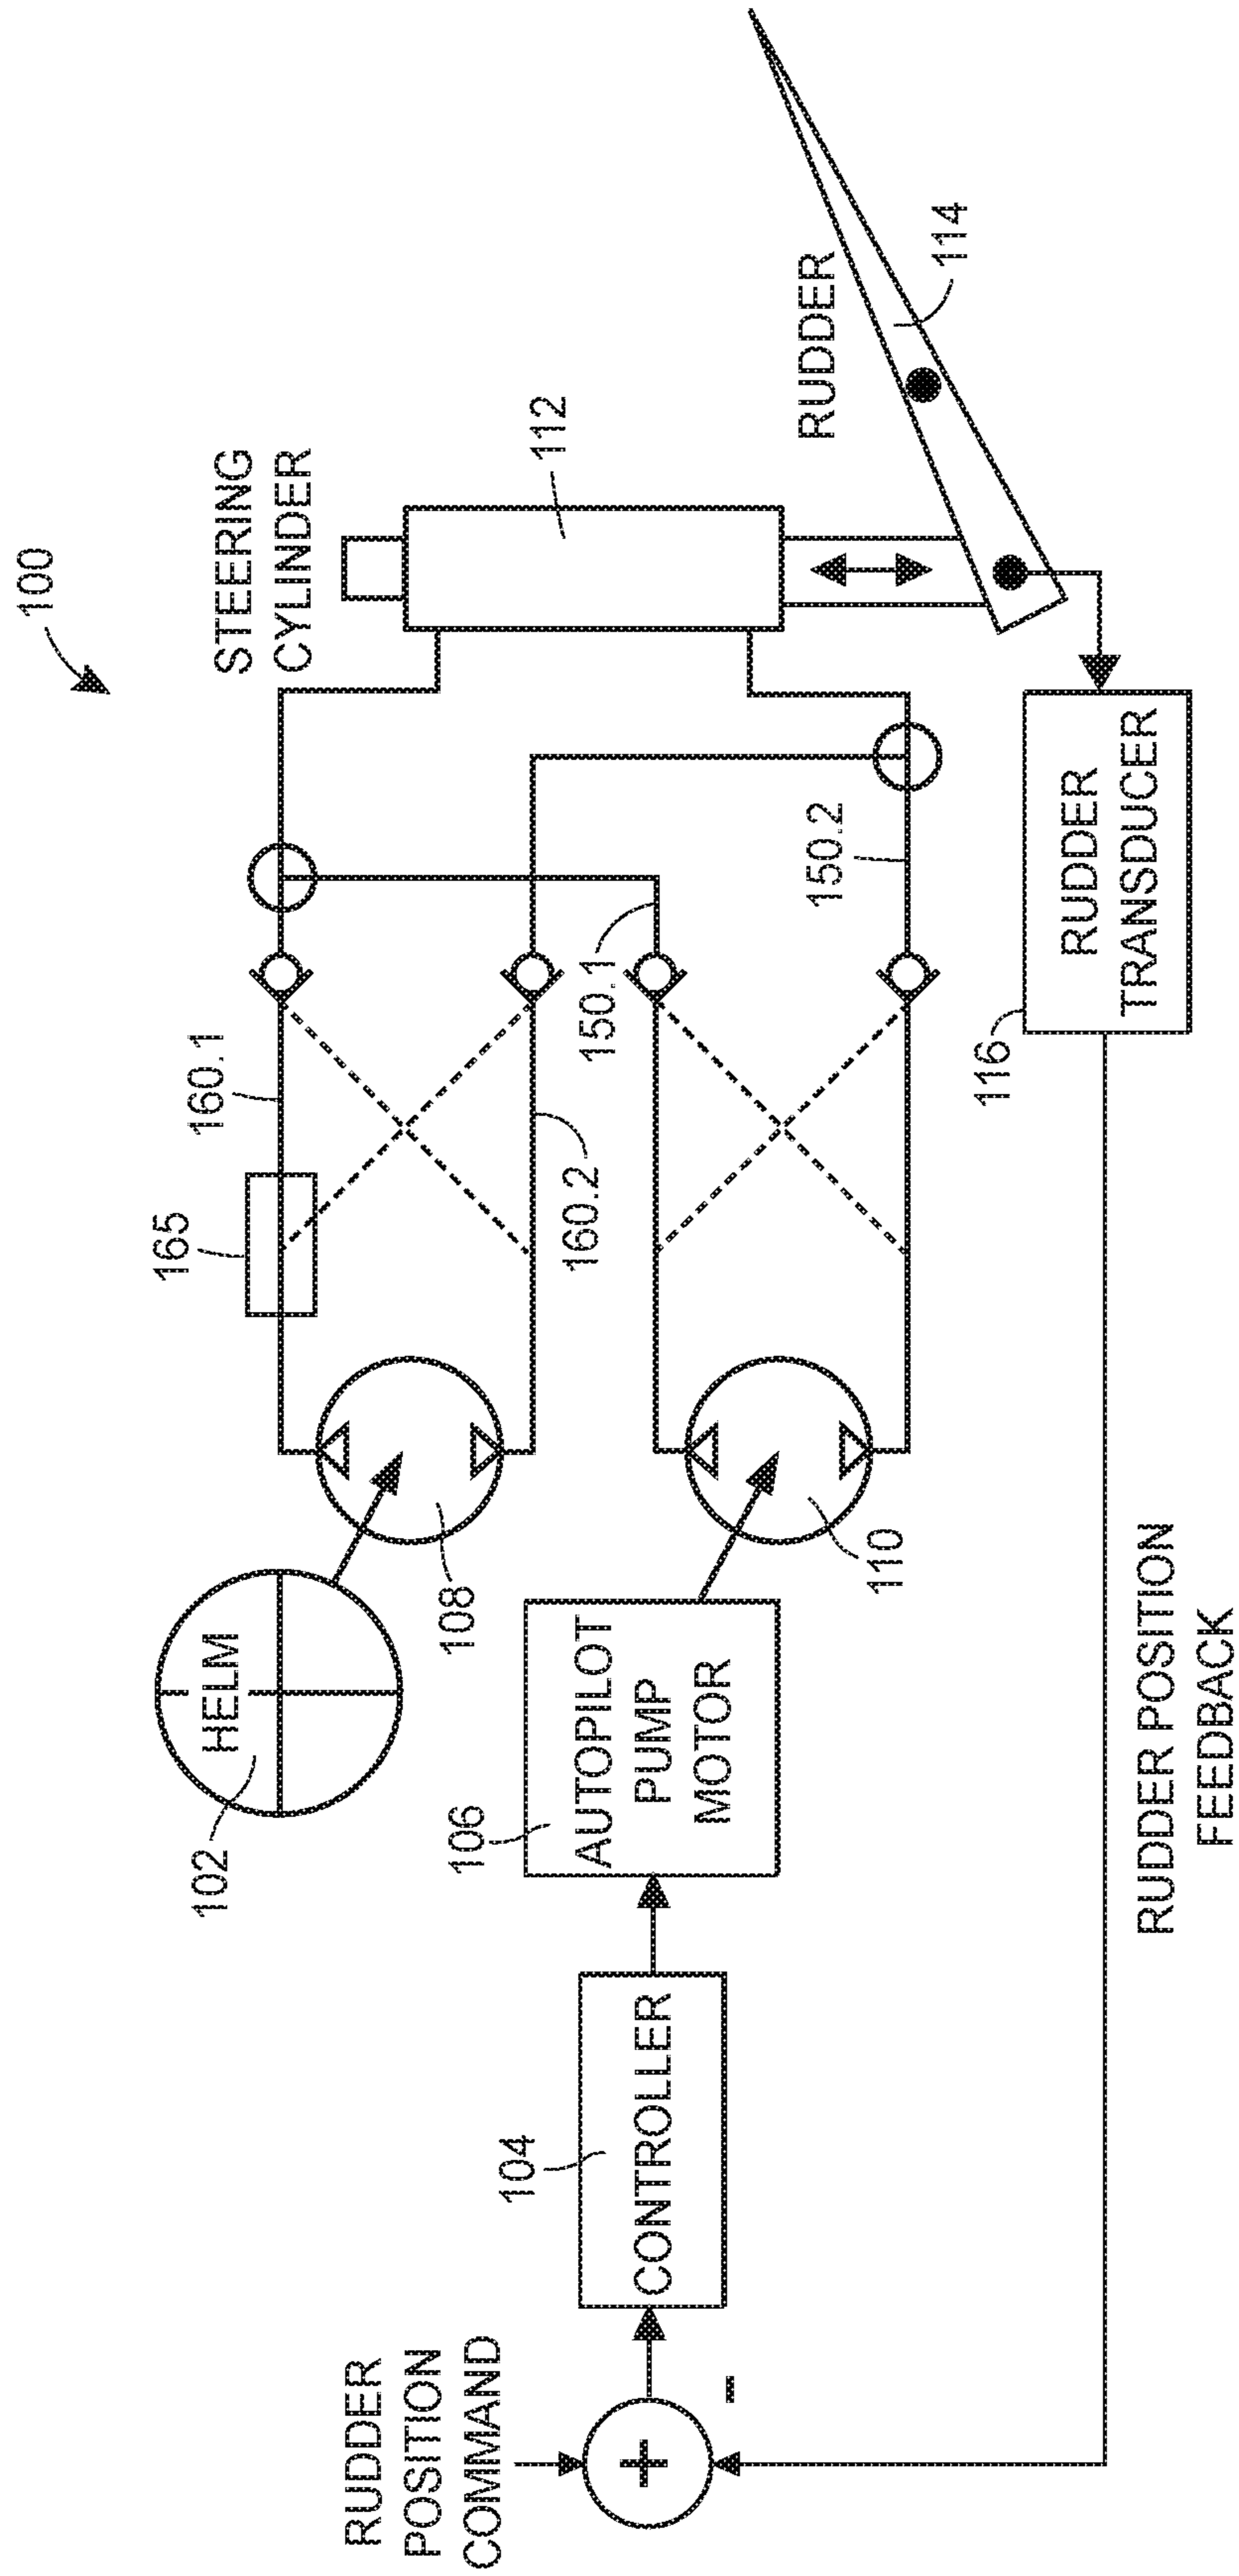 100
STEERING
CYLINDER
165
160.1
112
HELM
102
108
160.2
150.1
RUDDER
114
150.2
106
AUTOPILOT
PUMP
MOTOR
110
104
CONTROLLER
RUDDER
POSITION
COMMAND
+
-
116
RUDDER
TRANSDUCER
RUDDER POSITION
FEEDBACK